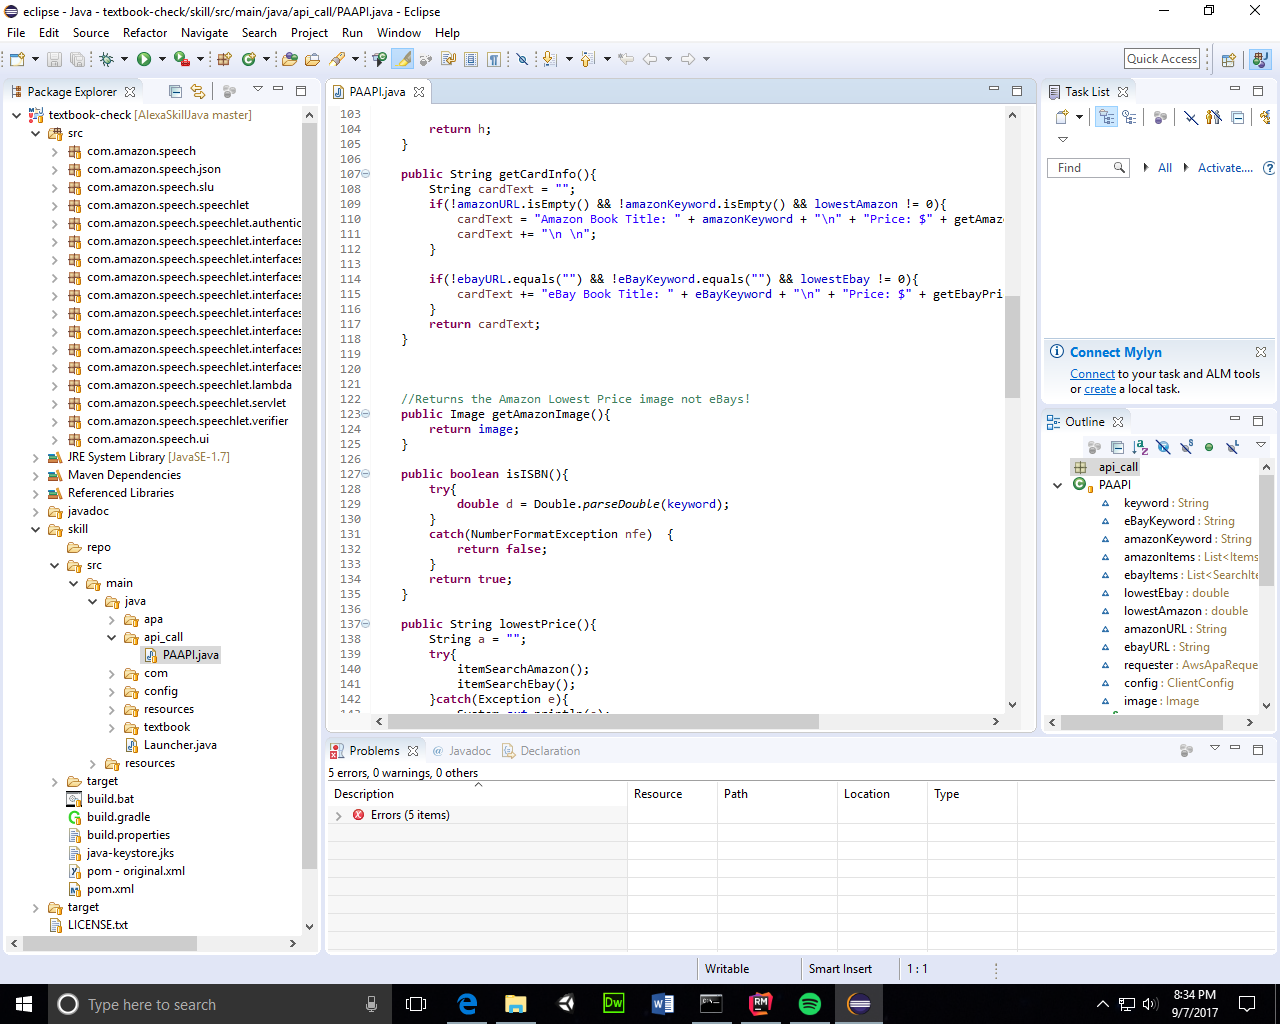 eclipse - Java - textbook-check/skill/src/main/java/api_call/PAAPI.java - Eclipse
File Edit Source Refactor Navigate Search Project Run Window Help
Quick Access
Package Explorer
textbook-check [AlexaSkillJava master]
src
com.amazon.speech
com.amazon.speech.json
com.amazon.speech.slu
com.amazon.speech.speechlet
com.amazon.speech.speechlet.authentic
com.amazon.speech.speechlet.interfaces
com.amazon.speech.speechlet.interfaces
com.amazon.speech.speechlet.interfaces
com.amazon.speech.speechlet.interfaces
com.amazon.speech.speechlet.interfaces
com.amazon.speech.speechlet.interfaces
com.amazon.speech.speechlet.interfaces
com.amazon.speech.speechlet.interfaces
com.amazon.speech.speechlet.lambda
com.amazon.speech.speechlet.servlet
com.amazon.speech.speechlet.verifier
com.amazon.speech.ui
JRE System Library [JavaSE-1.7]
Maven Dependencies
Referenced Libraries
javadoc
skill
repo
src
main
java
apa
api_call
PAAPI.java
com
config
resources
textbook
Launcher.java
resources
target
build.bat
build.gradle
build.properties
java-keystore.jks
pom - original.xml
pom.xml
target
LICENSE.txt
PAAPI.java
103
104 return h;
105 }
106
107 public String getCardInfo(){
108 String cardText = "";
109 if(!amazonURL.isEmpty() && !amazonKeyword.isEmpty() && lowestAmazon != 0){
110 cardText = "Amazon Book Title: " + amazonKeyword + "\n" + "Price: $" + getAmaz
111 cardText += "\n \n";
112 }
113
114 if(!ebayURL.equals("") && !eBayKeyword.equals("") && lowestEbay != 0){
115 cardText += "eBay Book Title: " + eBayKeyword + "\n" + "Price: $" + getEbayPri
116 }
117 return cardText;
118 }
119
120
121
122 //Returns the Amazon Lowest Price image not eBays!
123 public Image getAmazonImage(){
124 return image;
125 }
126
127 public boolean isISBN(){
128 try{
129 double d = Double.parseDouble(keyword);
130 }
131 catch(NumberFormatException nfe) {
132 return false;
133 }
134 return true;
135 }
136
137 public String lowestPrice(){
138 String a = "";
139 try{
140 itemSearchAmazon();
141 itemSearchEbay();
142 }catch(Exception e){
Task List
Find All Activate...
Connect Mylyn
Connect to your task and ALM tools
or create a local task.
Outline
api_call
PAAPI
keyword : String
eBayKeyword : String
amazonKeyword : String
amazonItems : List<Items
ebayItems : List<SearchIte
lowestEbay : double
lowestAmazon : double
amazonURL : String
ebayURL : String
requester : AwsApaReque
config : ClientConfig
image : Image
Problems Javadoc Declaration
5 errors, 0 warnings, 0 others
Description Resource Path Location Type
Errors (5 items)
Writable Smart Insert 1 : 1
Type here to search
Dw
RM
8:34 PM
9/7/2017